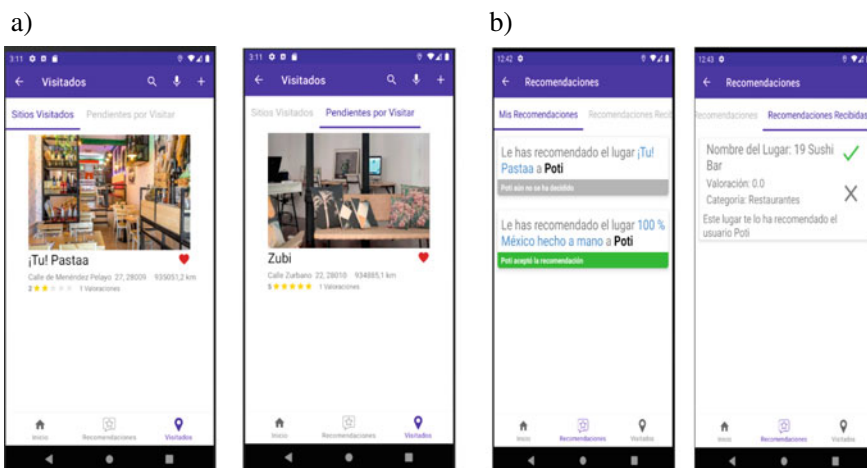 a)
b)
3:11
Visitados
Sitios Visitados Pendientes por Visitar
¡Tu! Pastaa
Calle de Menéndez Pelayo 27, 28009 935051,2 km
2 1 Valoraciones
Inicio Recomendaciones Visitados
3:11
Visitados
Sitios Visitados Pendientes por Visitar
Zubi
Calle Zurbano 22, 28010 934885,1 km
5 1 Valoraciones
Inicio Recomendaciones Visitados
12:42
Recomendaciones
Mis Recomendaciones Recomendaciones Reci
Le has recomendado el lugar ¡Tu!
Pastaa a Poti
Poti aún no se ha decidido
Le has recomendado el lugar 100 %
México hecho a mano a Poti
Poti aceptó la recomendación
Inicio Recomendaciones Visitados
12:43
Recomendaciones
ecomendaciones Recomendaciones Recibidas
Nombre del Lugar: 19 Sushi
Bar
Valoración: 0.0
Categoría: Restaurantes
Este lugar te lo ha recomendado el
usuario Poti
Inicio Recomendaciones Visitados